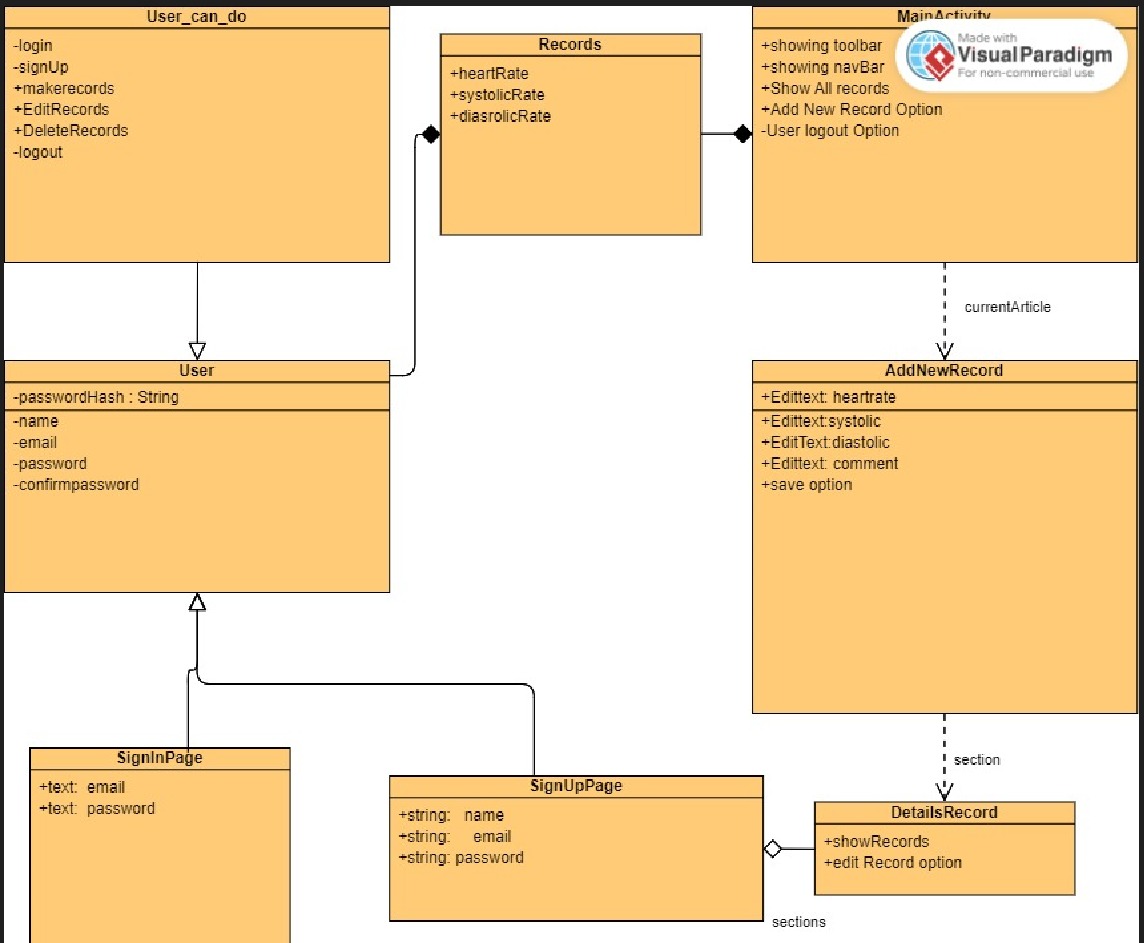 User_can_do
-login
-signUp
+makerecords
+EditRecords
+DeleteRecords
-logout
Records
+heartRate
+systolicRate
+diasrolicRate
MainActivity
+showing toolbar
+showing navBar
+Show All records
+Add New Record Option
-User logout Option
Made with
VisualParadigm
For non-commercial use
currentArticle
User
-passwordHash : String
-name
-email
-password
-confirmpassword
AddNewRecord
+Edittext: heartrate
+Edittext:systolic
+EditText:diastolic
+Edittext: comment
+save option
section
SignInPage
+text: email
+text: password
SignUpPage
+string: name
+string: email
+string: password
DetailsRecord
+showRecords
+edit Record option
sections